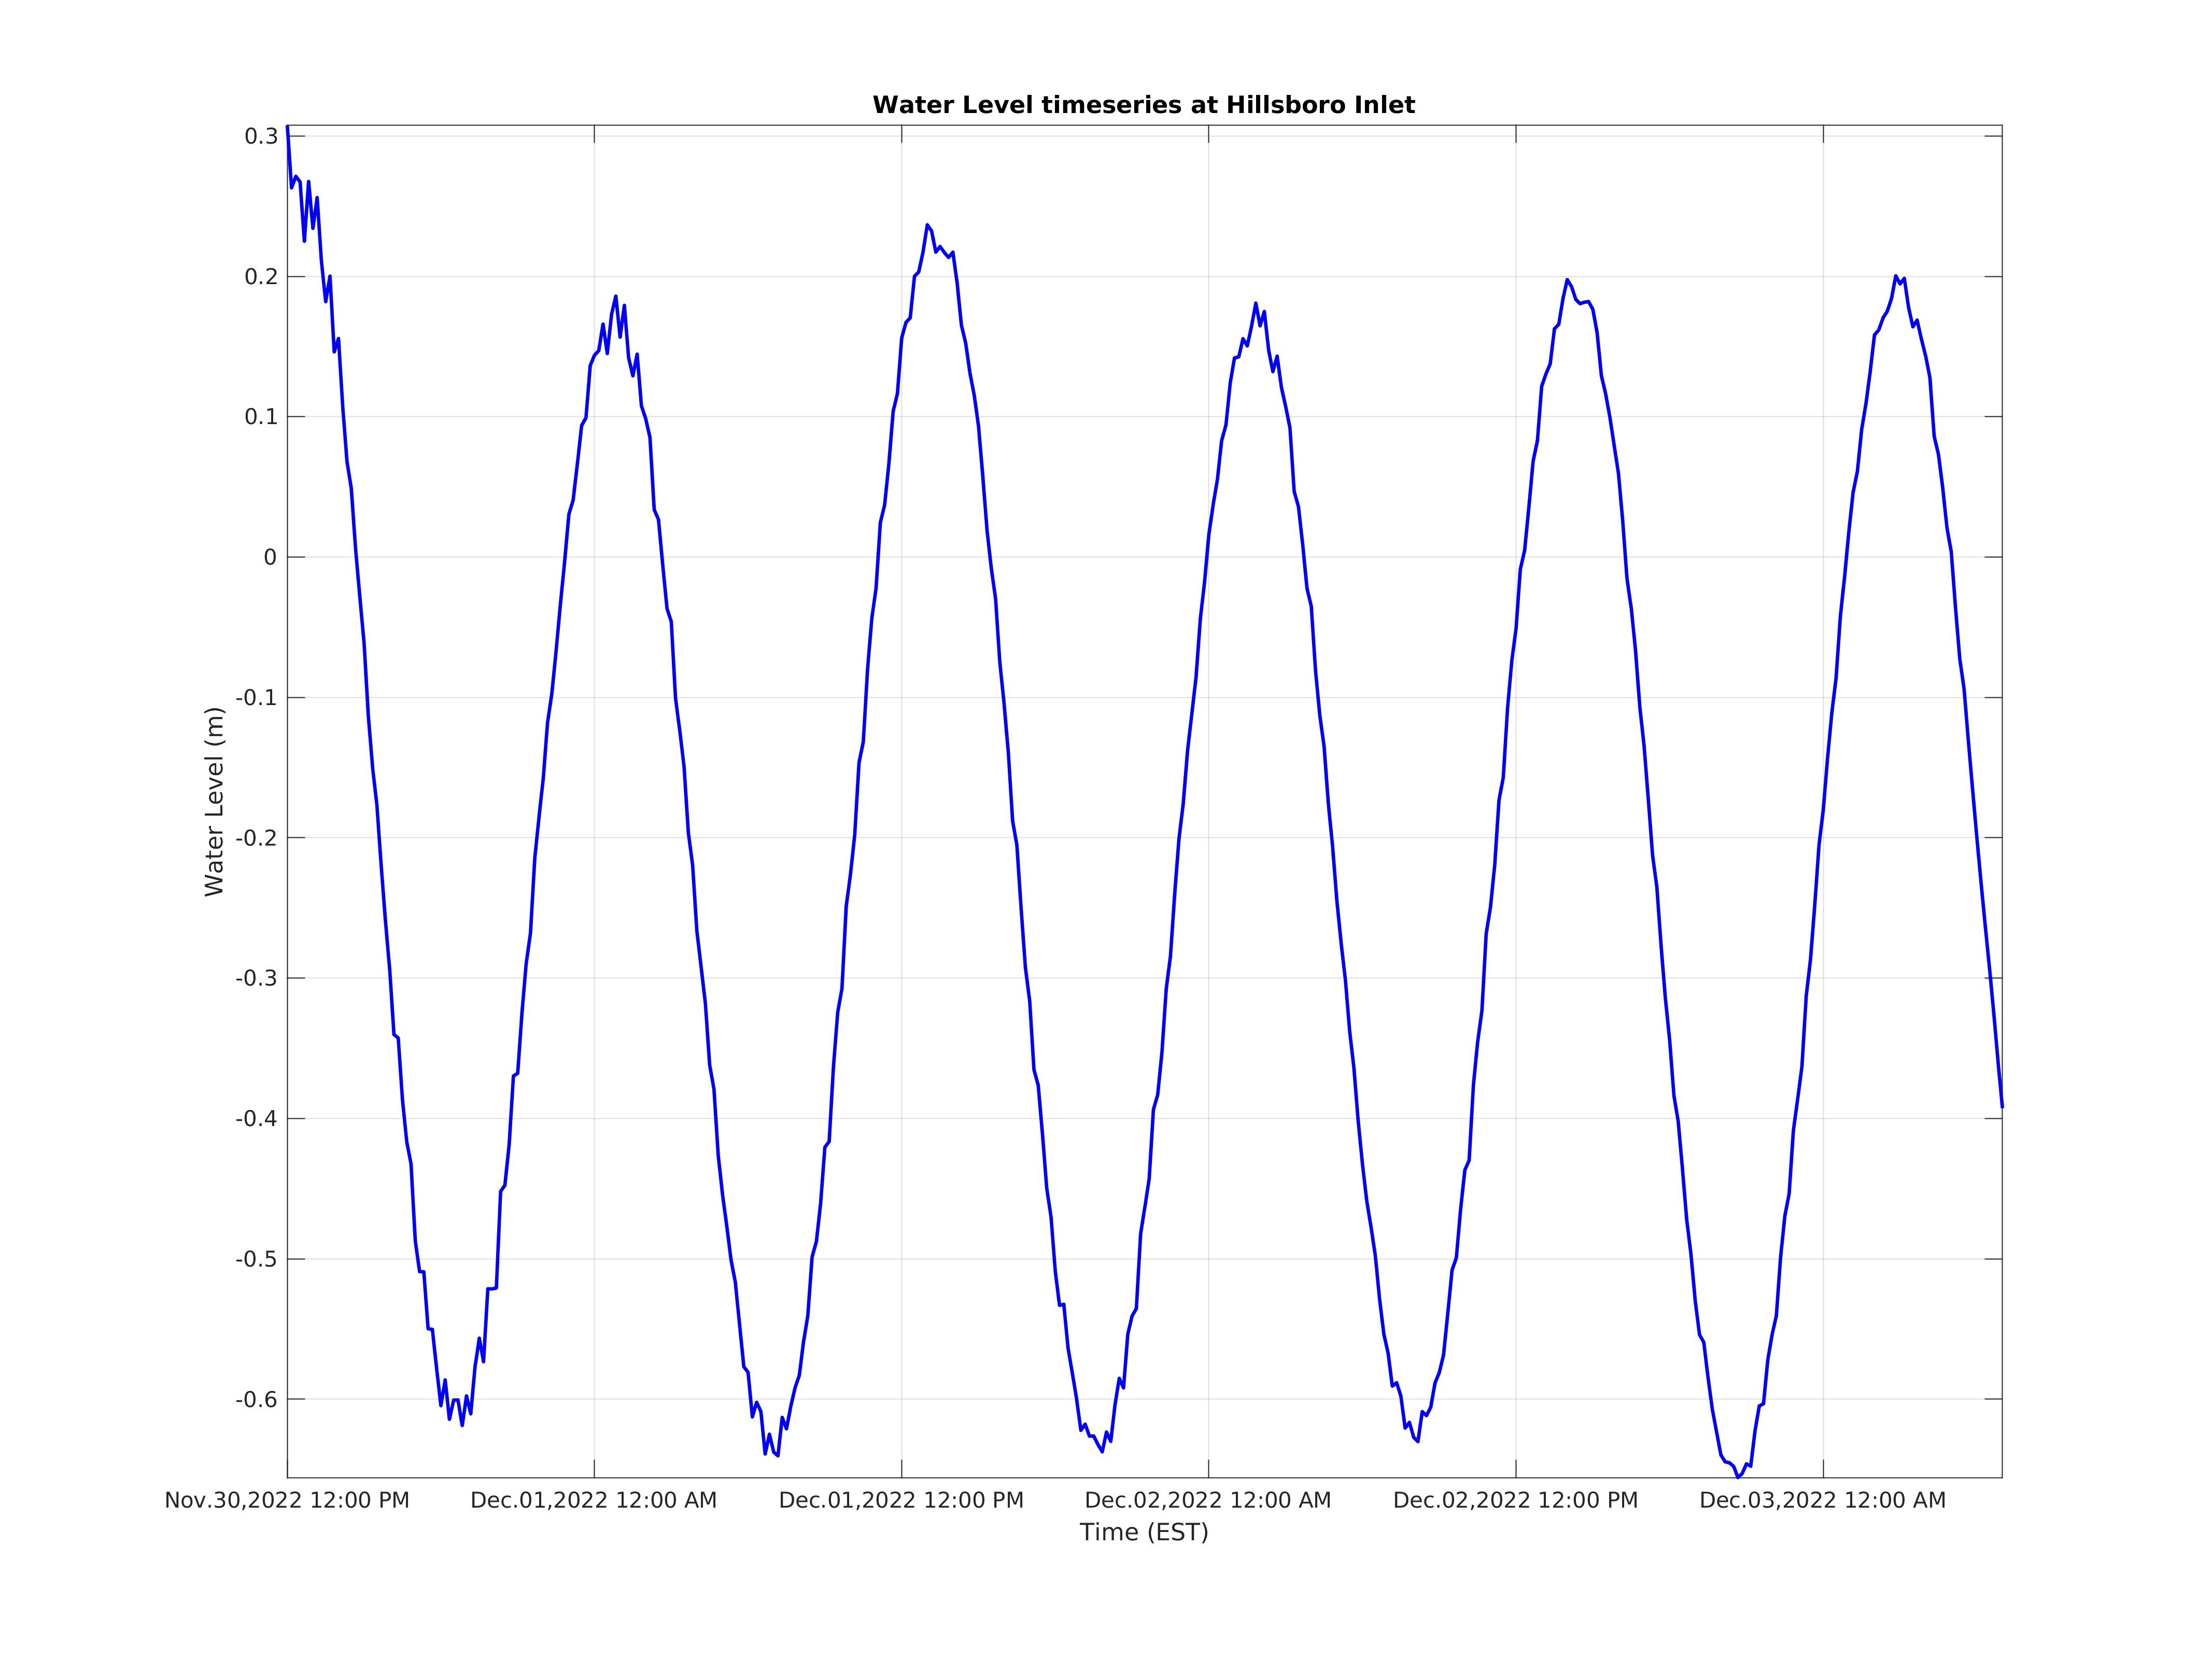 Water Level timeseries at Hillsboro Inlet
0.3
0.2
0.1
0
-0.1
-0.2
-0.3
-0.4
-0.5
-0.6
Water Level (m)
Nov.30,2022 12:00 PM Dec.01,2022 12:00 AM Dec.01,2022 12:00 PM Dec.02,2022 12:00 AM Dec.02,2022 12:00 PM Dec.03,2022 12:00 AM
Time (EST)